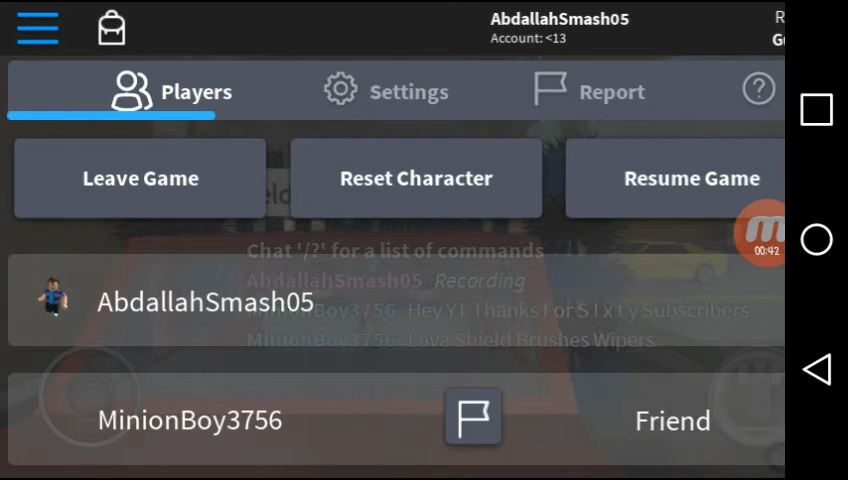 AbdallahSmash05
Account: <13
R
G
Players
Settings
Report
?
Leave Game
Reset Character
Resume Game
00:42
Chat '/?' for a list of commands
AbdallahSmash05 Recording
AbdallahSmash05
MinionBoy3756 Hey YT Thanks For S i x t y Subscribers
MinionBoy3756 Lava Shield Brushes Wipers
MinionBoy3756
Friend